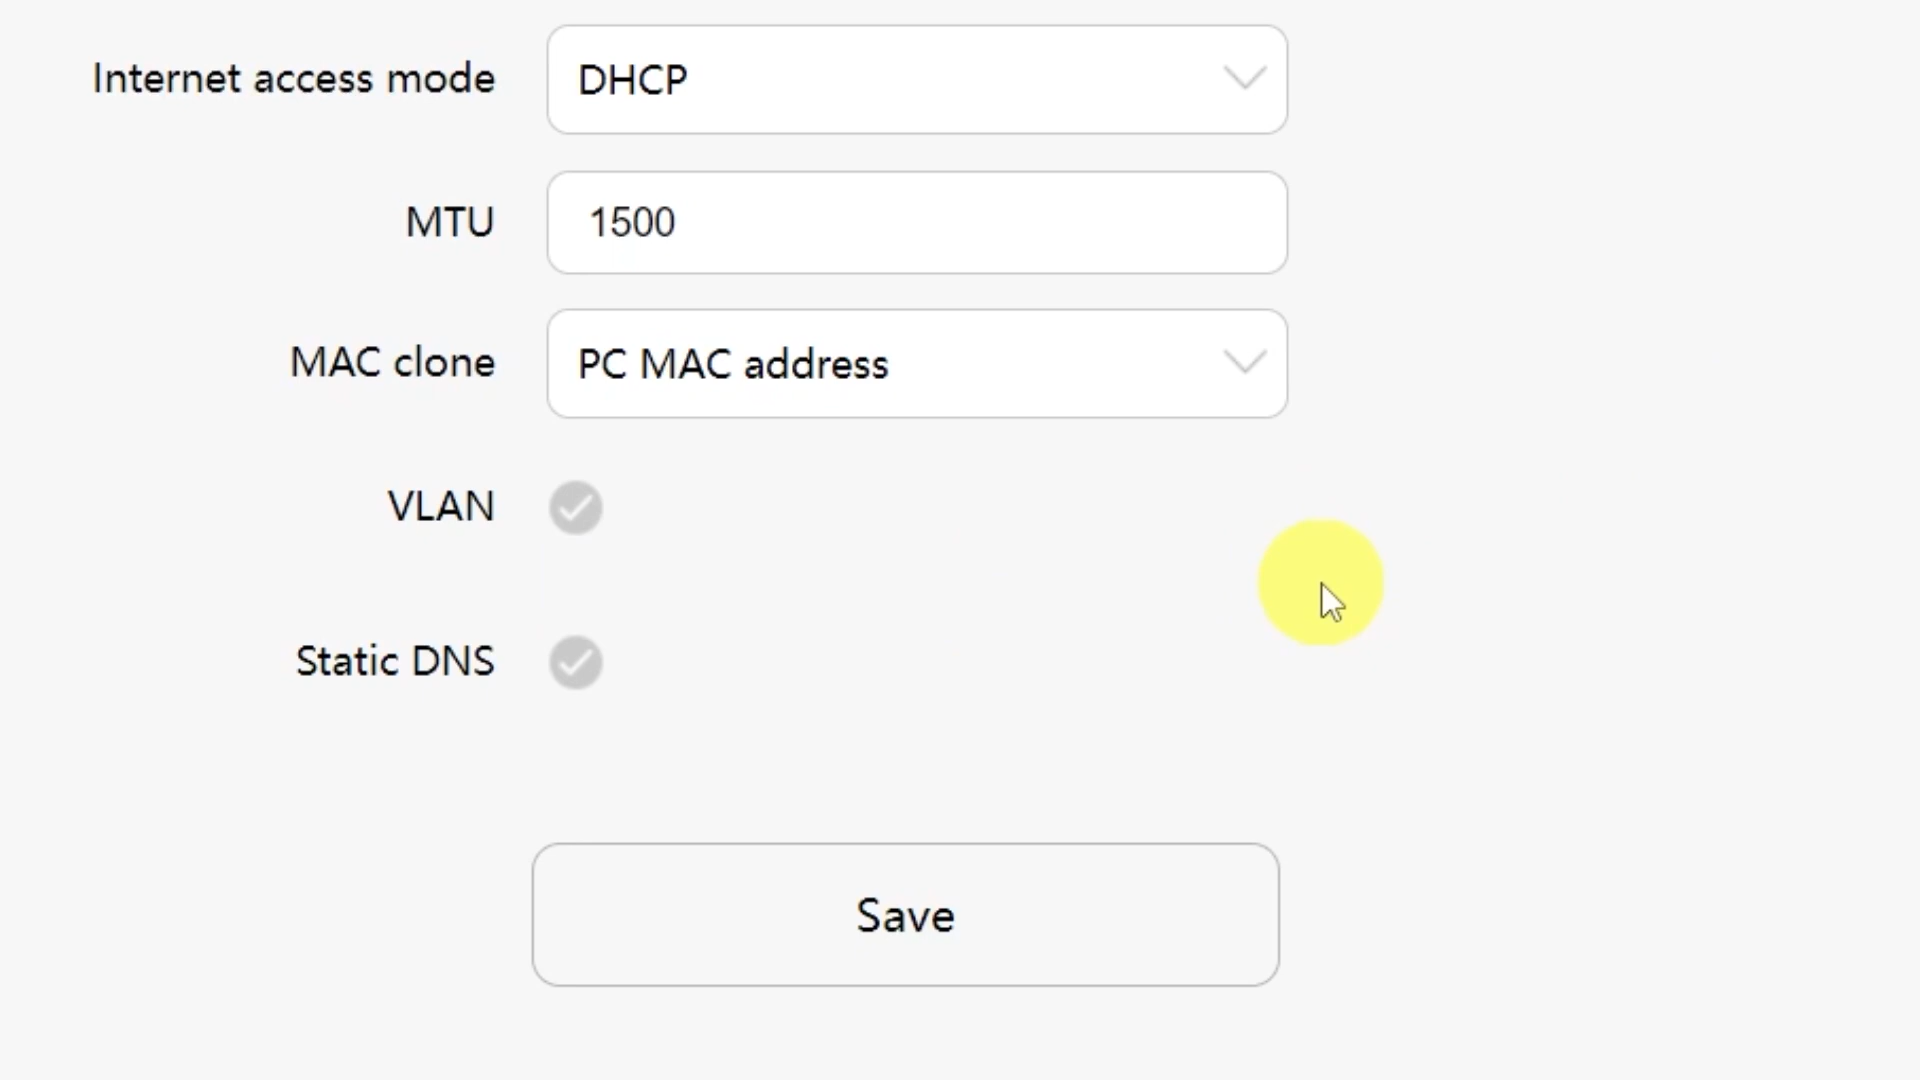 Internet access mode DHCP
MTU 1500
MAC clone PC MAC address
VLAN
Static DNS
Save